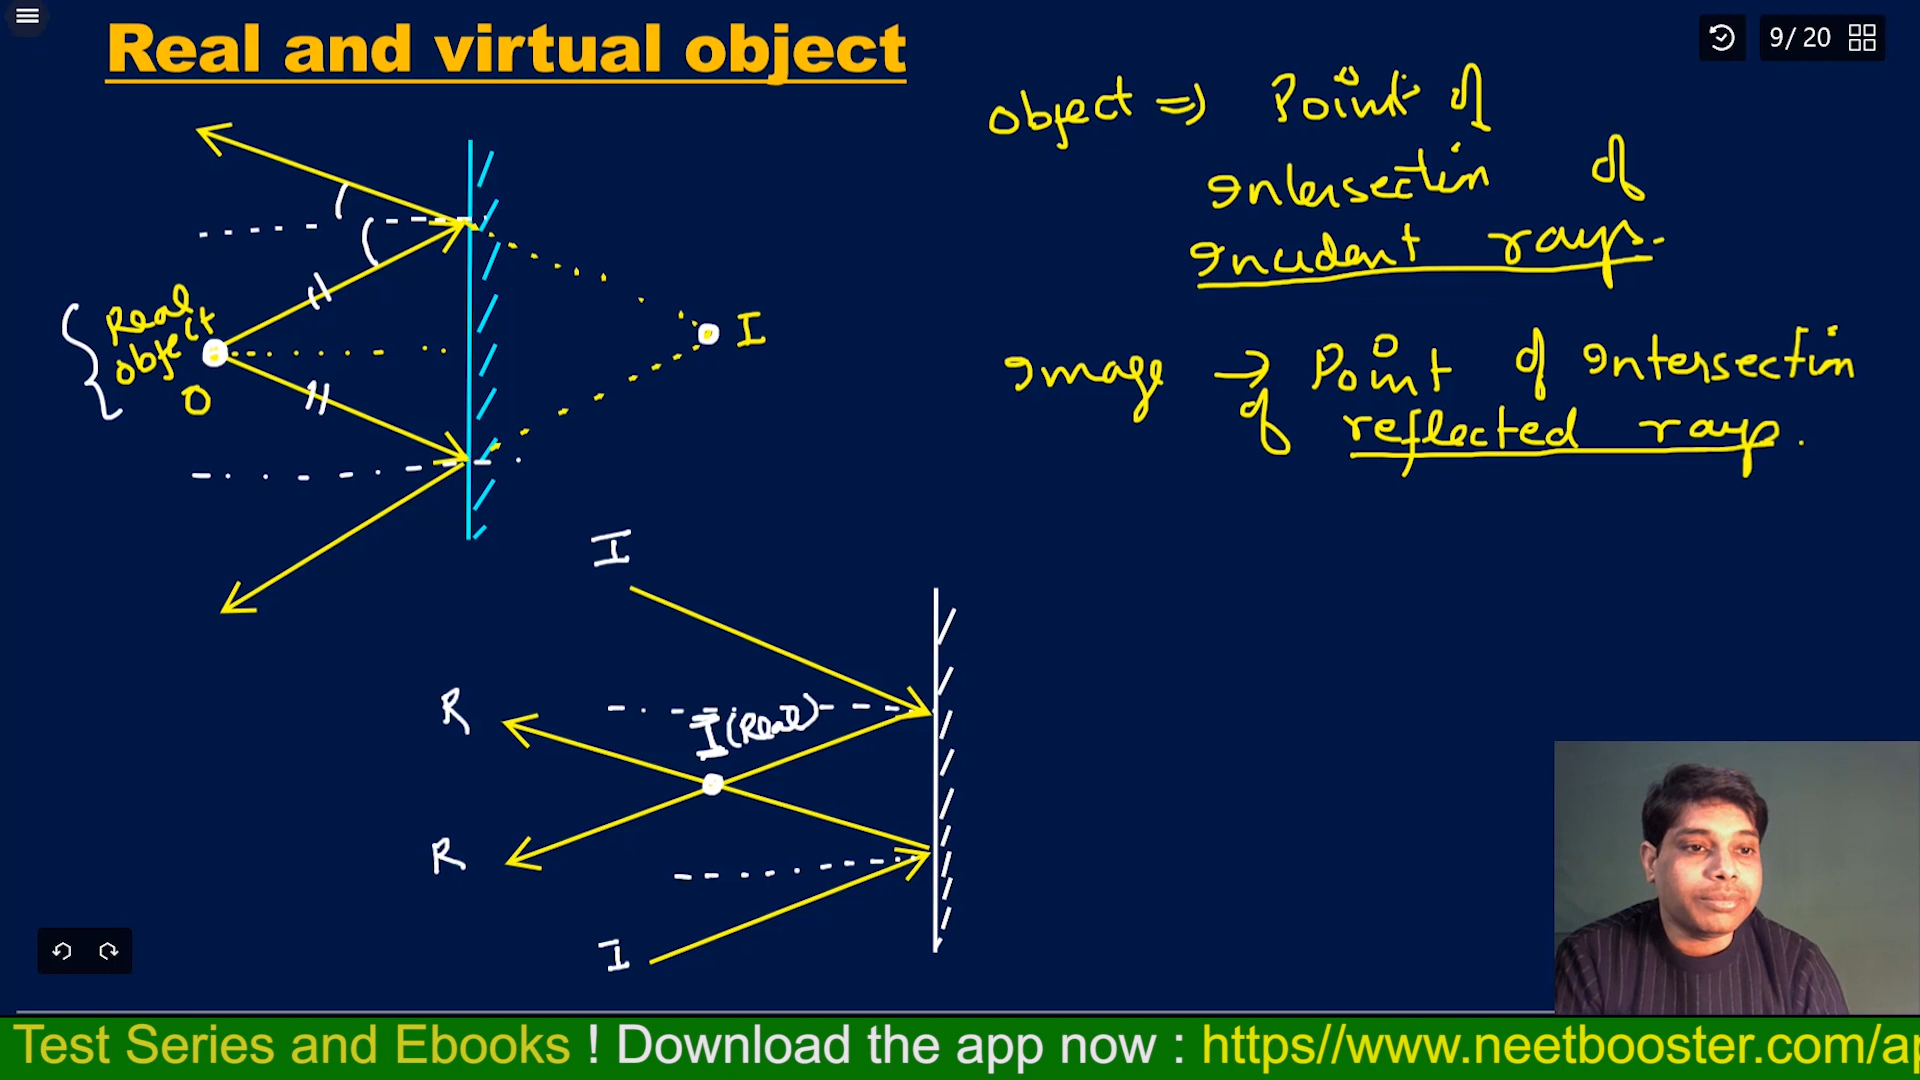 Real and virtual object
9/ 20
object ⇒ Point of
Intersection of
Incident rays.
Image → Point of Intersection
of reflected rays.
Real
object
O
I
I
R
I (Real)
R
I
Test Series and Ebooks ! Download the app now : https//www.neetbooster.com/ap